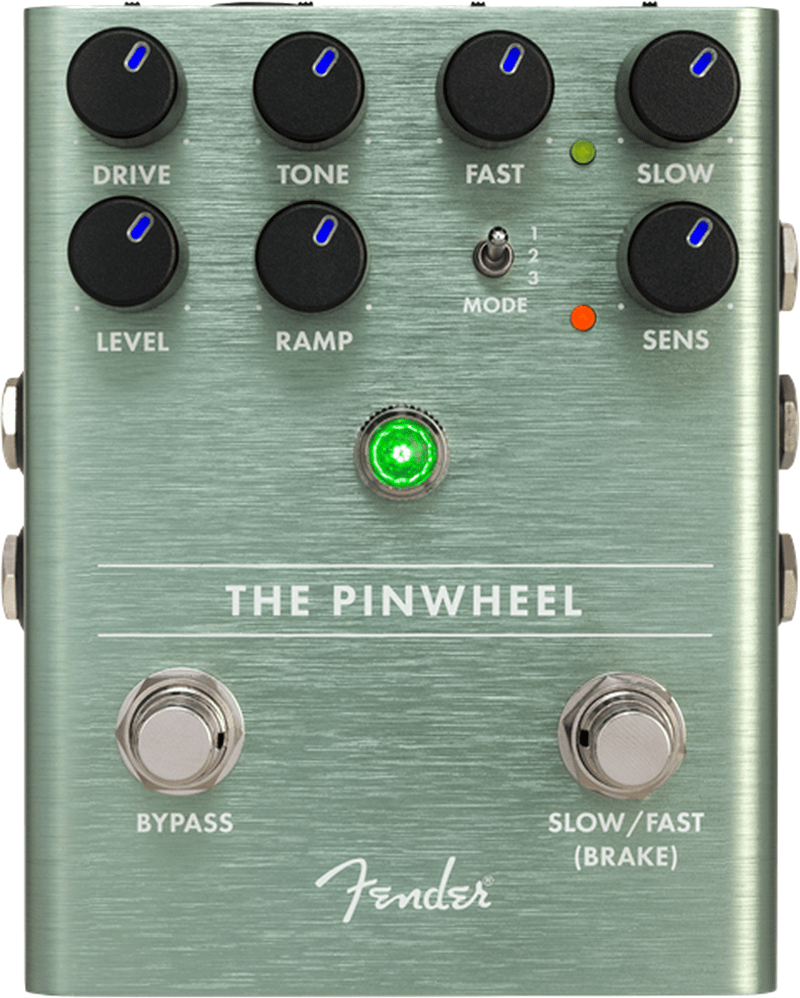 DRIVE TONE FAST SLOW
1
2
3
MODE
LEVEL RAMP SENS
THE PINWHEEL
BYPASS SLOW/FAST
(BRAKE)
Fender®